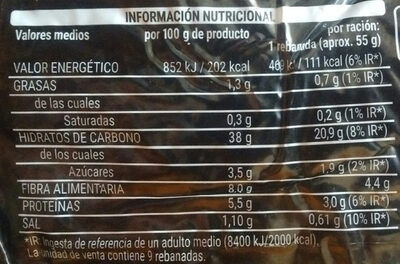 INFORMACIÓN NUTRICIONAL
Valores medios por 100 g de producto por ración:
1 rebanada (aprox. 55 g)
VALOR ENERGÉTICO 852 kJ / 202 kcal / 111 kcal (6% IR*)
GRASAS 1,3 g 0,7 g (1% IR*)
de las cuales
Saturadas 0,3 g 0,2 g (1% IR*)
HIDRATOS DE CARBONO 38 g 20,9 g (8% IR*)
de los cuales
Azúcares 3,5 g 1,9 g (2% IR*)
FIBRA ALIMENTARIA 8,0 g 4,4 g
PROTEÍNAS 5,5 g 3,0 g (6% IR*)
SAL 1,10 g 0,61 g (10% IR*)
*IR: Ingesta de referencia de un adulto medio (8400 kJ/2000 kcal).
La unidad de venta contiene 9 rebanadas.